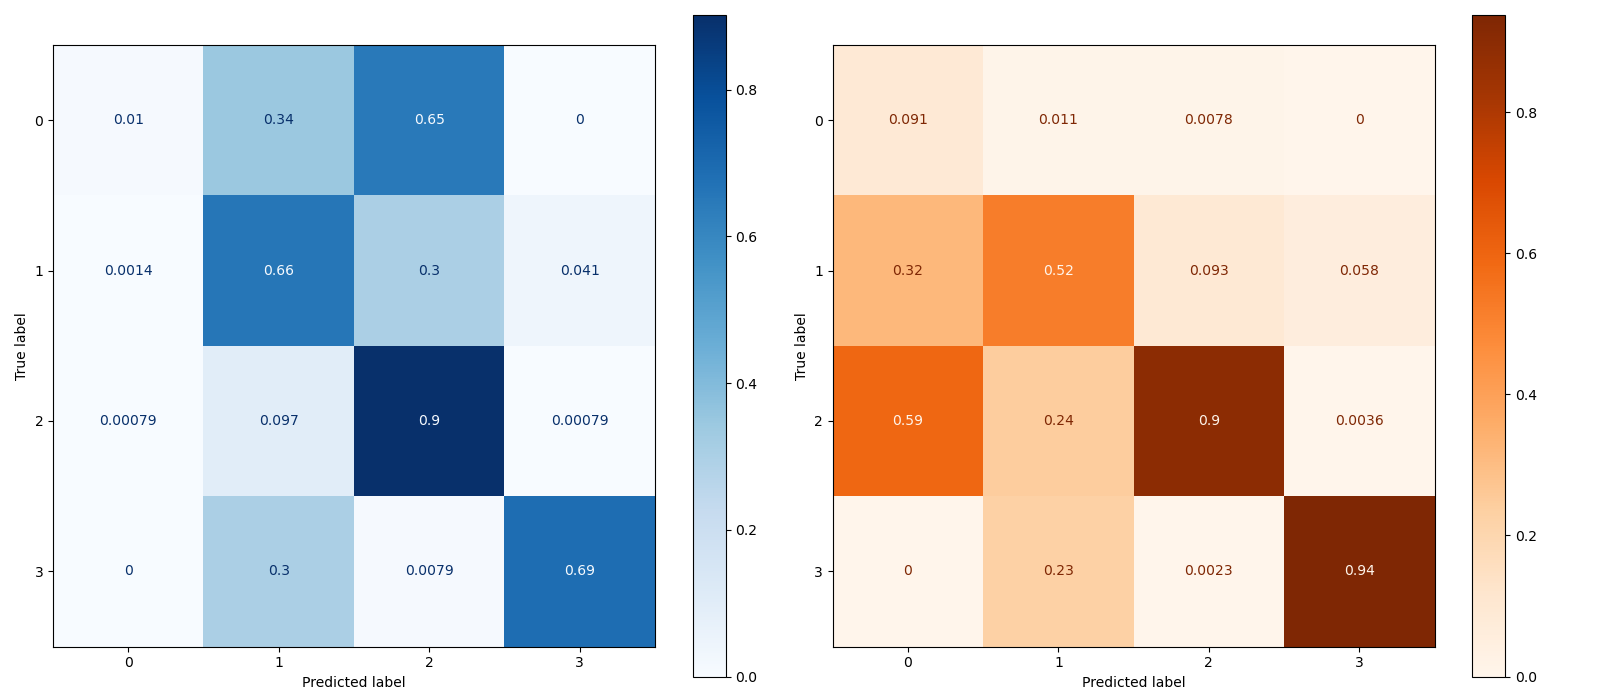 0 0.01 0.34 0.65 0
1 0.0014 0.66 0.3 0.041
2 0.00079 0.097 0.9 0.00079
3 0 0.3 0.0079 0.69
0 1 2 3
Predicted label
True label
0.8
0.6
0.4
0.2
0.0
0 0.091 0.011 0.0078 0
1 0.32 0.52 0.093 0.058
2 0.59 0.24 0.9 0.0036
3 0 0.23 0.0023 0.94
0 1 2 3
Predicted label
True label
0.8
0.6
0.4
0.2
0.0